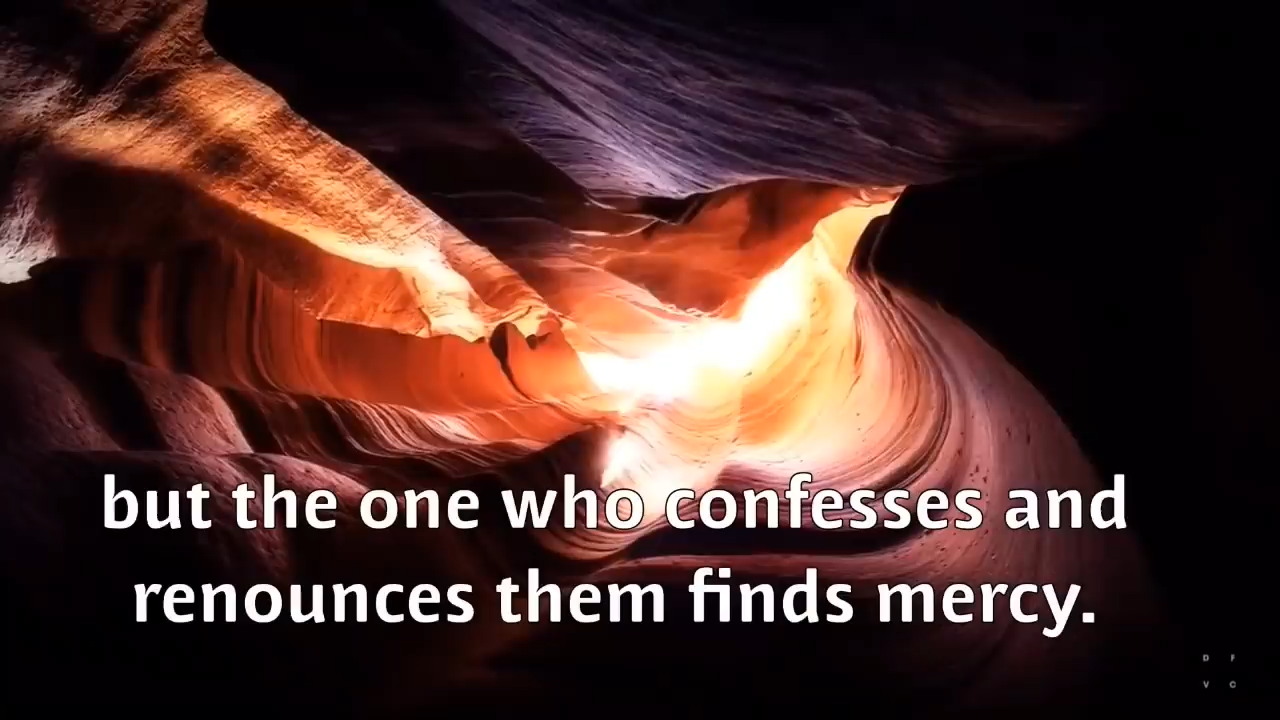 but the one who confesses and
renounces them finds mercy.
D F
V C